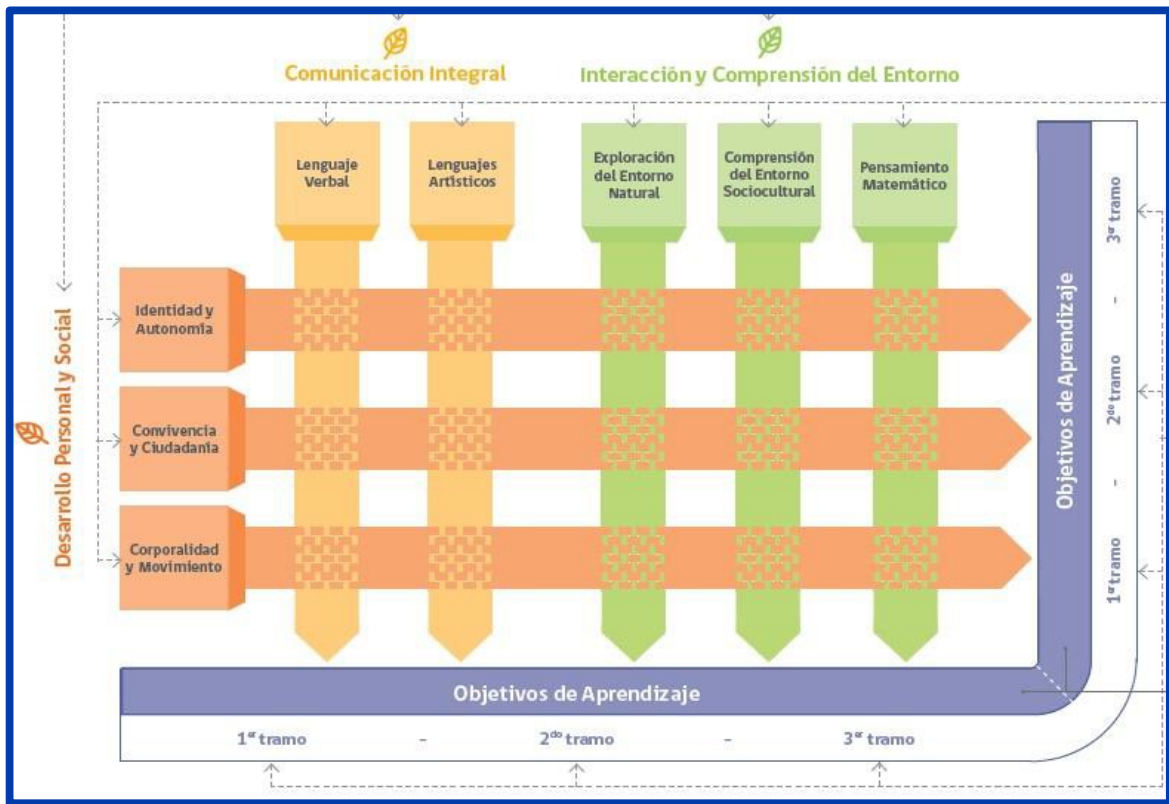 Comunicación Integral
Interacción y Comprensión del Entorno
Lenguaje
Verbal
Lenguajes
Artísticos
Exploración
del Entorno
Natural
Comprensión
del Entorno
Sociocultural
Pensamiento
Matemático
Desarrollo Personal y Social
Identidad y
Autonomía
Convivencia
y Ciudadanía
Corporalidad
y Movimiento
Objetivos de Aprendizaje
1er tramo - 2do tramo - 3er tramo
Objetivos de Aprendizaje
1er tramo - 2do tramo - 3er tramo